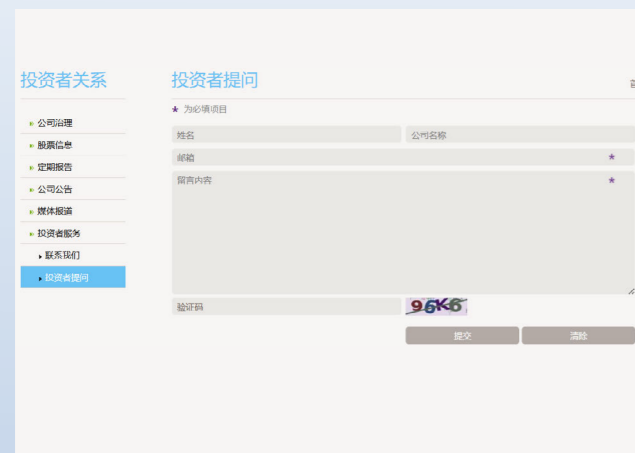 投资者关系
公司治理
股票信息
定期报告
公司公告
媒体报道
投资者服务
联系我们
投资者提问
投资者提问
* 为必填项目
姓名
公司名称
邮箱 *
留言内容 *
验证码
96K6
提交
清除